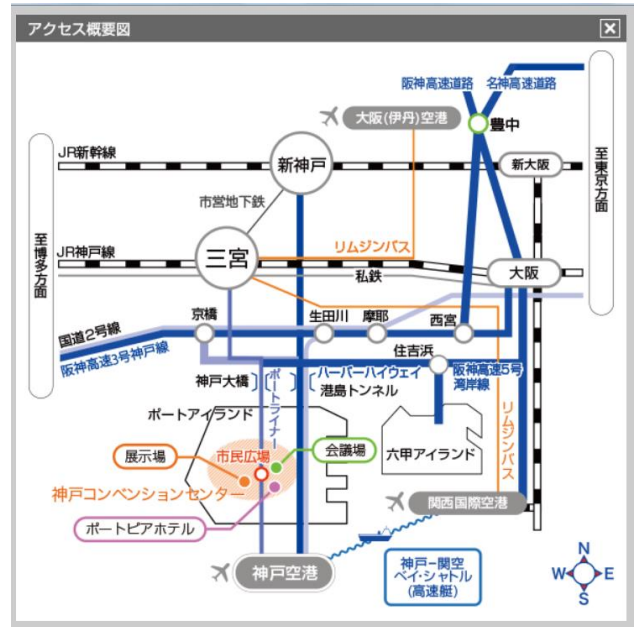 アクセス概要図
阪神高速道路
名神高速道路
大阪(伊丹)空港
豊中
JR新幹線
新神戸
新大阪
至東京方面
至博多方面
市営地下鉄
リムジンバス
JR神戸線
三宮
私鉄
大阪
京橋
生田川
摩耶
西宮
国道2号線
阪神高速3号神戸線
住吉浜
神戸大橋
ポートライナー
ハーバーハイウェイ
港島トンネル
阪神高速5号
湾岸線
リムジンバス
ポートアイランド
展示場
市民広場
会議場
六甲アイランド
神戸コンベンションセンター
ポートピアホテル
関西国際空港
神戸空港
神戸−関空
ベイ・シャトル
(高速艇)
N
W
E
S